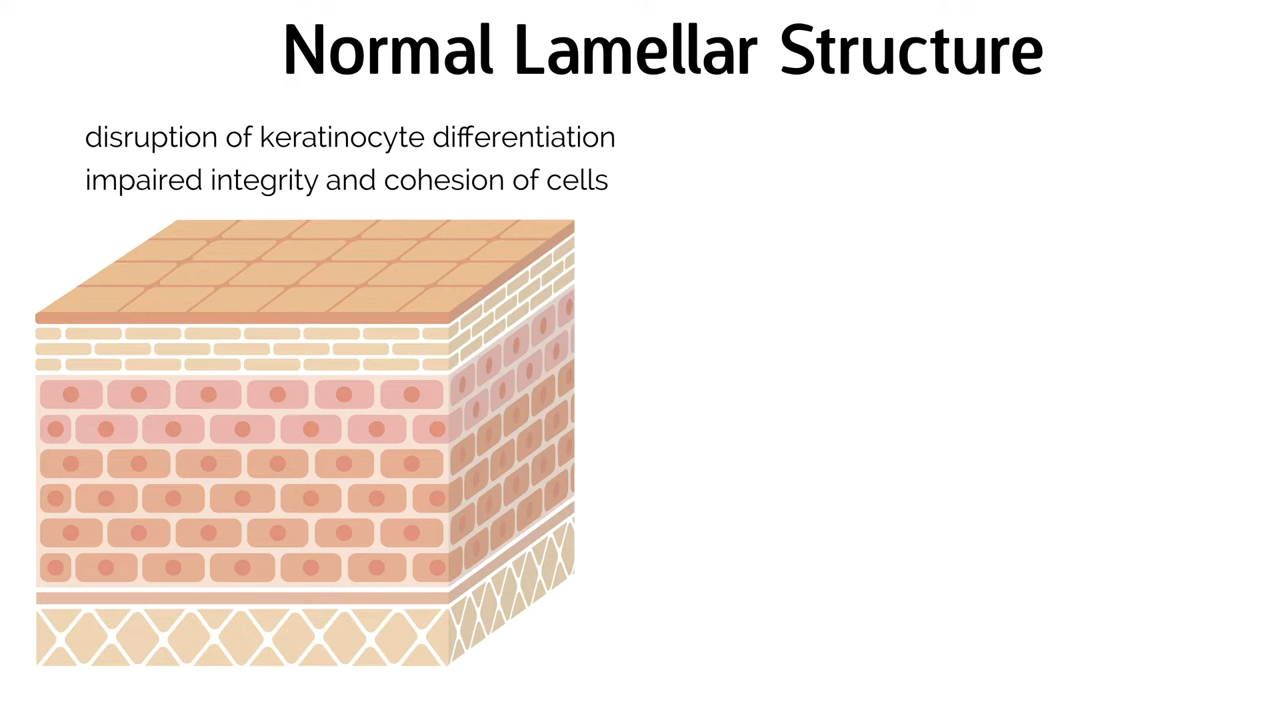 Normal Lamellar Structure
disruption of keratinocyte differentiation
impaired integrity and cohesion of cells